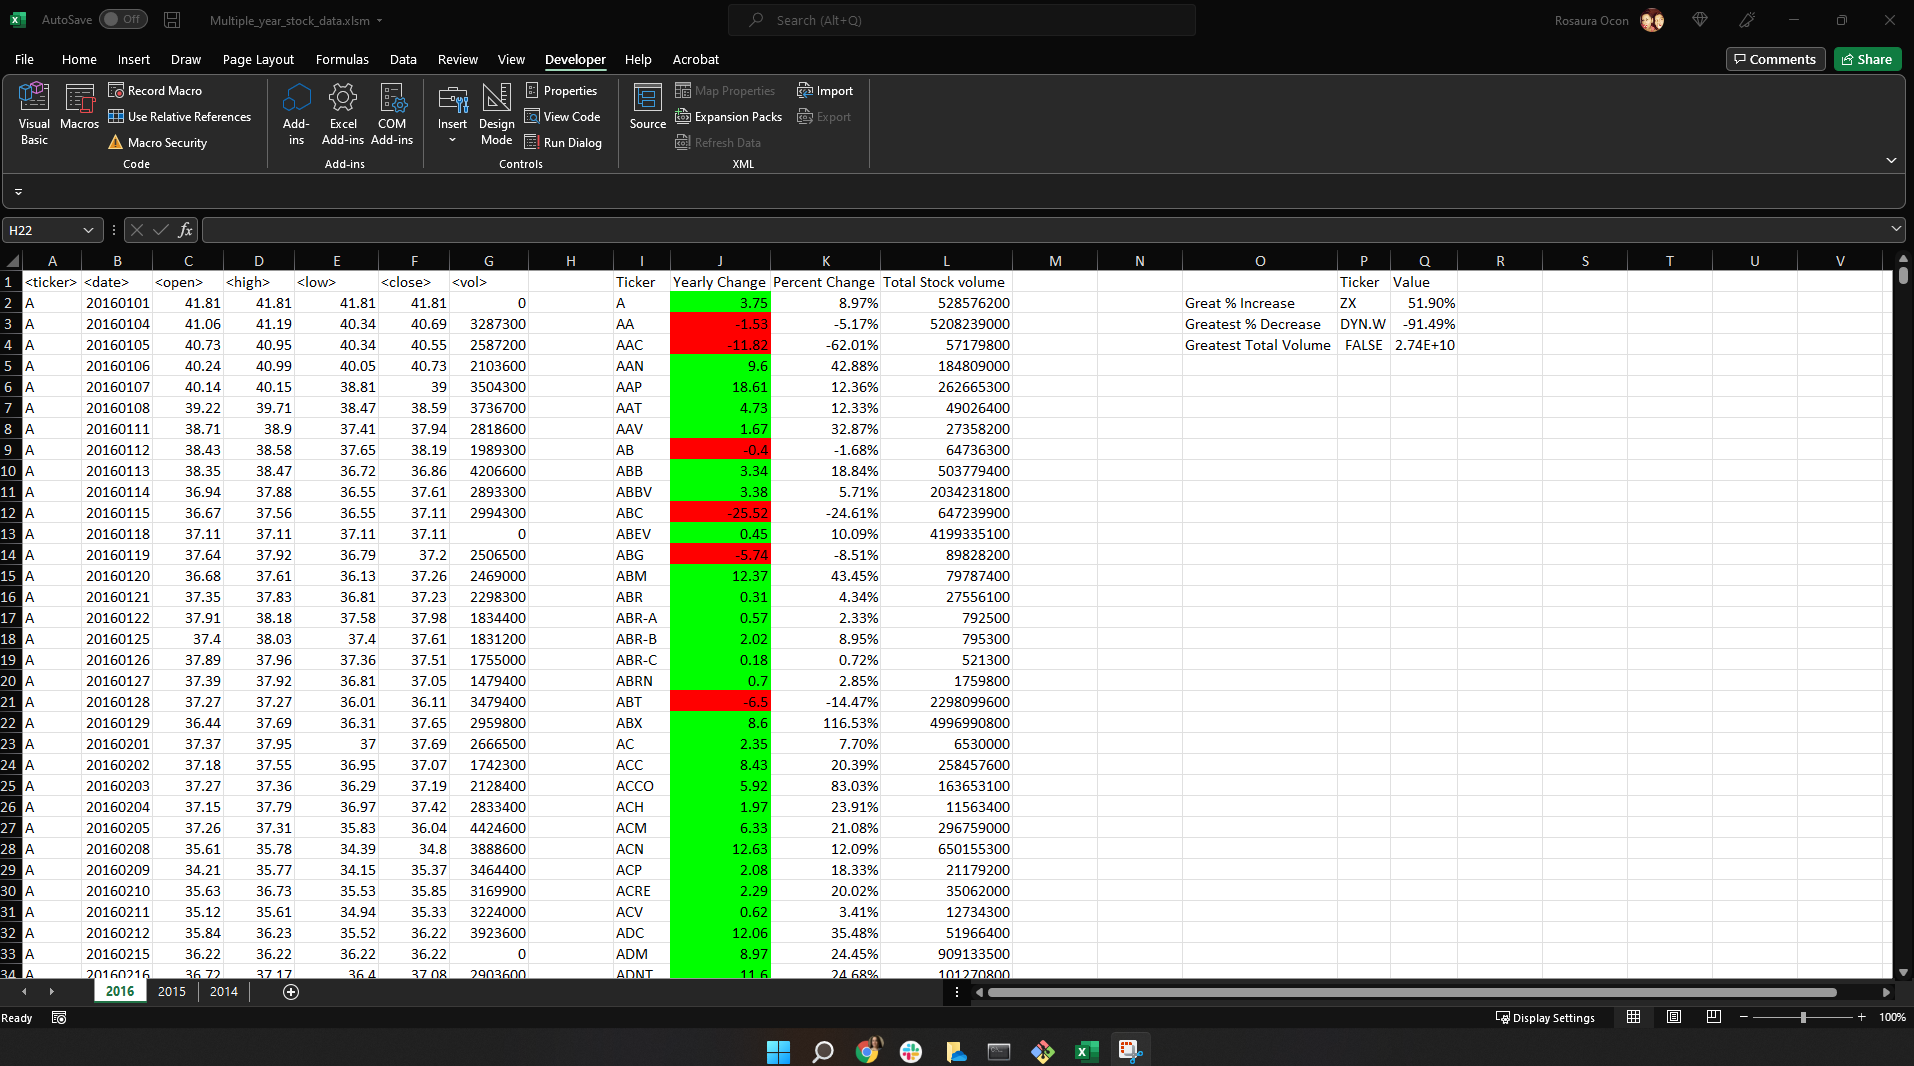 AutoSave Off Multiple_year_stock_data.xlsm Search (Alt+Q) Rosaura Ocon
File Home Insert Draw Page Layout Formulas Data Review View Developer Help Acrobat Comments Share
Visual Basic Macros Record Macro Use Relative References Macro Security Code
Add-ins Excel Add-ins COM Add-ins Add-ins
Insert Design Mode Properties View Code Run Dialog Controls
Source Map Properties Expansion Packs Refresh Data Import Export XML
H22 fx
A B C D E F G H I J K L M N O P Q R S T U V
1 <ticker> <date> <open> <high> <low> <close> <vol> Ticker Yearly Change Percent Change Total Stock volume Ticker Value
2 A 20160101 41.81 41.81 41.81 41.81 0 A 3.75 8.97% 528576200 Great % Increase ZX 51.90%
3 A 20160104 41.06 41.19 40.34 40.69 3287300 AA -1.53 -5.17% 5208239000 Greatest % Decrease DYN.W -91.49%
4 A 20160105 40.73 40.95 40.34 40.55 2587200 AAC -11.82 -62.01% 57179800 Greatest Total Volume FALSE 2.74E+10
5 A 20160106 40.24 40.99 40.05 40.73 2103600 AAN 9.6 42.88% 184809000
6 A 20160107 40.14 40.15 38.81 39 3504300 AAP 18.61 12.36% 262665300
7 A 20160108 39.22 39.71 38.47 38.59 3736700 AAT 4.73 12.33% 49026400
8 A 20160111 38.71 38.9 37.41 37.94 2818600 AAV 1.67 32.87% 27358200
9 A 20160112 38.43 38.58 37.65 38.19 1989300 AB -0.4 -1.68% 64736300
10 A 20160113 38.35 38.47 36.72 36.86 4206600 ABB 3.34 18.84% 503779400
11 A 20160114 36.94 37.88 36.55 37.61 2893300 ABBV 3.38 5.71% 2034231800
12 A 20160115 36.67 37.56 36.55 37.11 2994300 ABC -25.52 -24.61% 647239900
13 A 20160118 37.11 37.11 37.11 37.11 0 ABEV 0.45 10.09% 4199335100
14 A 20160119 37.64 37.92 36.79 37.2 2506500 ABG -5.74 -8.51% 89828200
15 A 20160120 36.68 37.61 36.13 37.26 2469000 ABM 12.37 43.45% 79787400
16 A 20160121 37.35 37.83 36.81 37.23 2298300 ABR 0.31 4.34% 27556100
17 A 20160122 37.91 38.18 37.58 37.98 1834400 ABR-A 0.57 2.33% 792500
18 A 20160125 37.4 38.03 37.4 37.61 1831200 ABR-B 2.02 8.95% 795300
19 A 20160126 37.89 37.96 37.36 37.51 1755000 ABR-C 0.18 0.72% 521300
20 A 20160127 37.39 37.92 36.81 37.05 1479400 ABRN 0.7 2.85% 1759800
21 A 20160128 37.27 37.27 36.01 36.11 3479400 ABT -6.5 -14.47% 2298099600
22 A 20160129 36.44 37.69 36.31 37.65 2959800 ABX 8.6 116.53% 4996990800
23 A 20160201 37.37 37.95 37 37.69 2666500 AC 2.35 7.70% 6530000
24 A 20160202 37.18 37.55 36.95 37.07 1742300 ACC 8.43 20.39% 258457600
25 A 20160203 37.27 37.36 36.29 37.19 2128400 ACCO 5.92 83.03% 163653100
26 A 20160204 37.15 37.79 36.97 37.42 2833400 ACH 1.97 23.91% 11563400
27 A 20160205 37.26 37.31 35.83 36.04 4424600 ACM 6.33 21.08% 296759000
28 A 20160208 35.61 35.78 34.39 34.8 3888600 ACN 12.63 12.09% 650155300
29 A 20160209 34.21 35.77 34.15 35.37 3464400 ACP 2.08 18.33% 21179200
30 A 20160210 35.63 36.73 35.53 35.85 3169900 ACRE 2.29 20.02% 35062000
31 A 20160211 35.12 35.61 34.94 35.33 3224000 ACV 0.62 3.41% 12734300
32 A 20160212 35.84 36.23 35.52 36.22 3923600 ADC 12.06 35.48% 51966400
33 A 20160215 36.22 36.22 36.22 36.22 0 ADM 8.97 24.45% 909133500
34 A 20160216 36.72 37.17 36.4 37.08 2903600 ADNT 11.6 24.68% 101270800
2016 2015 2014
Ready Display Settings 100%